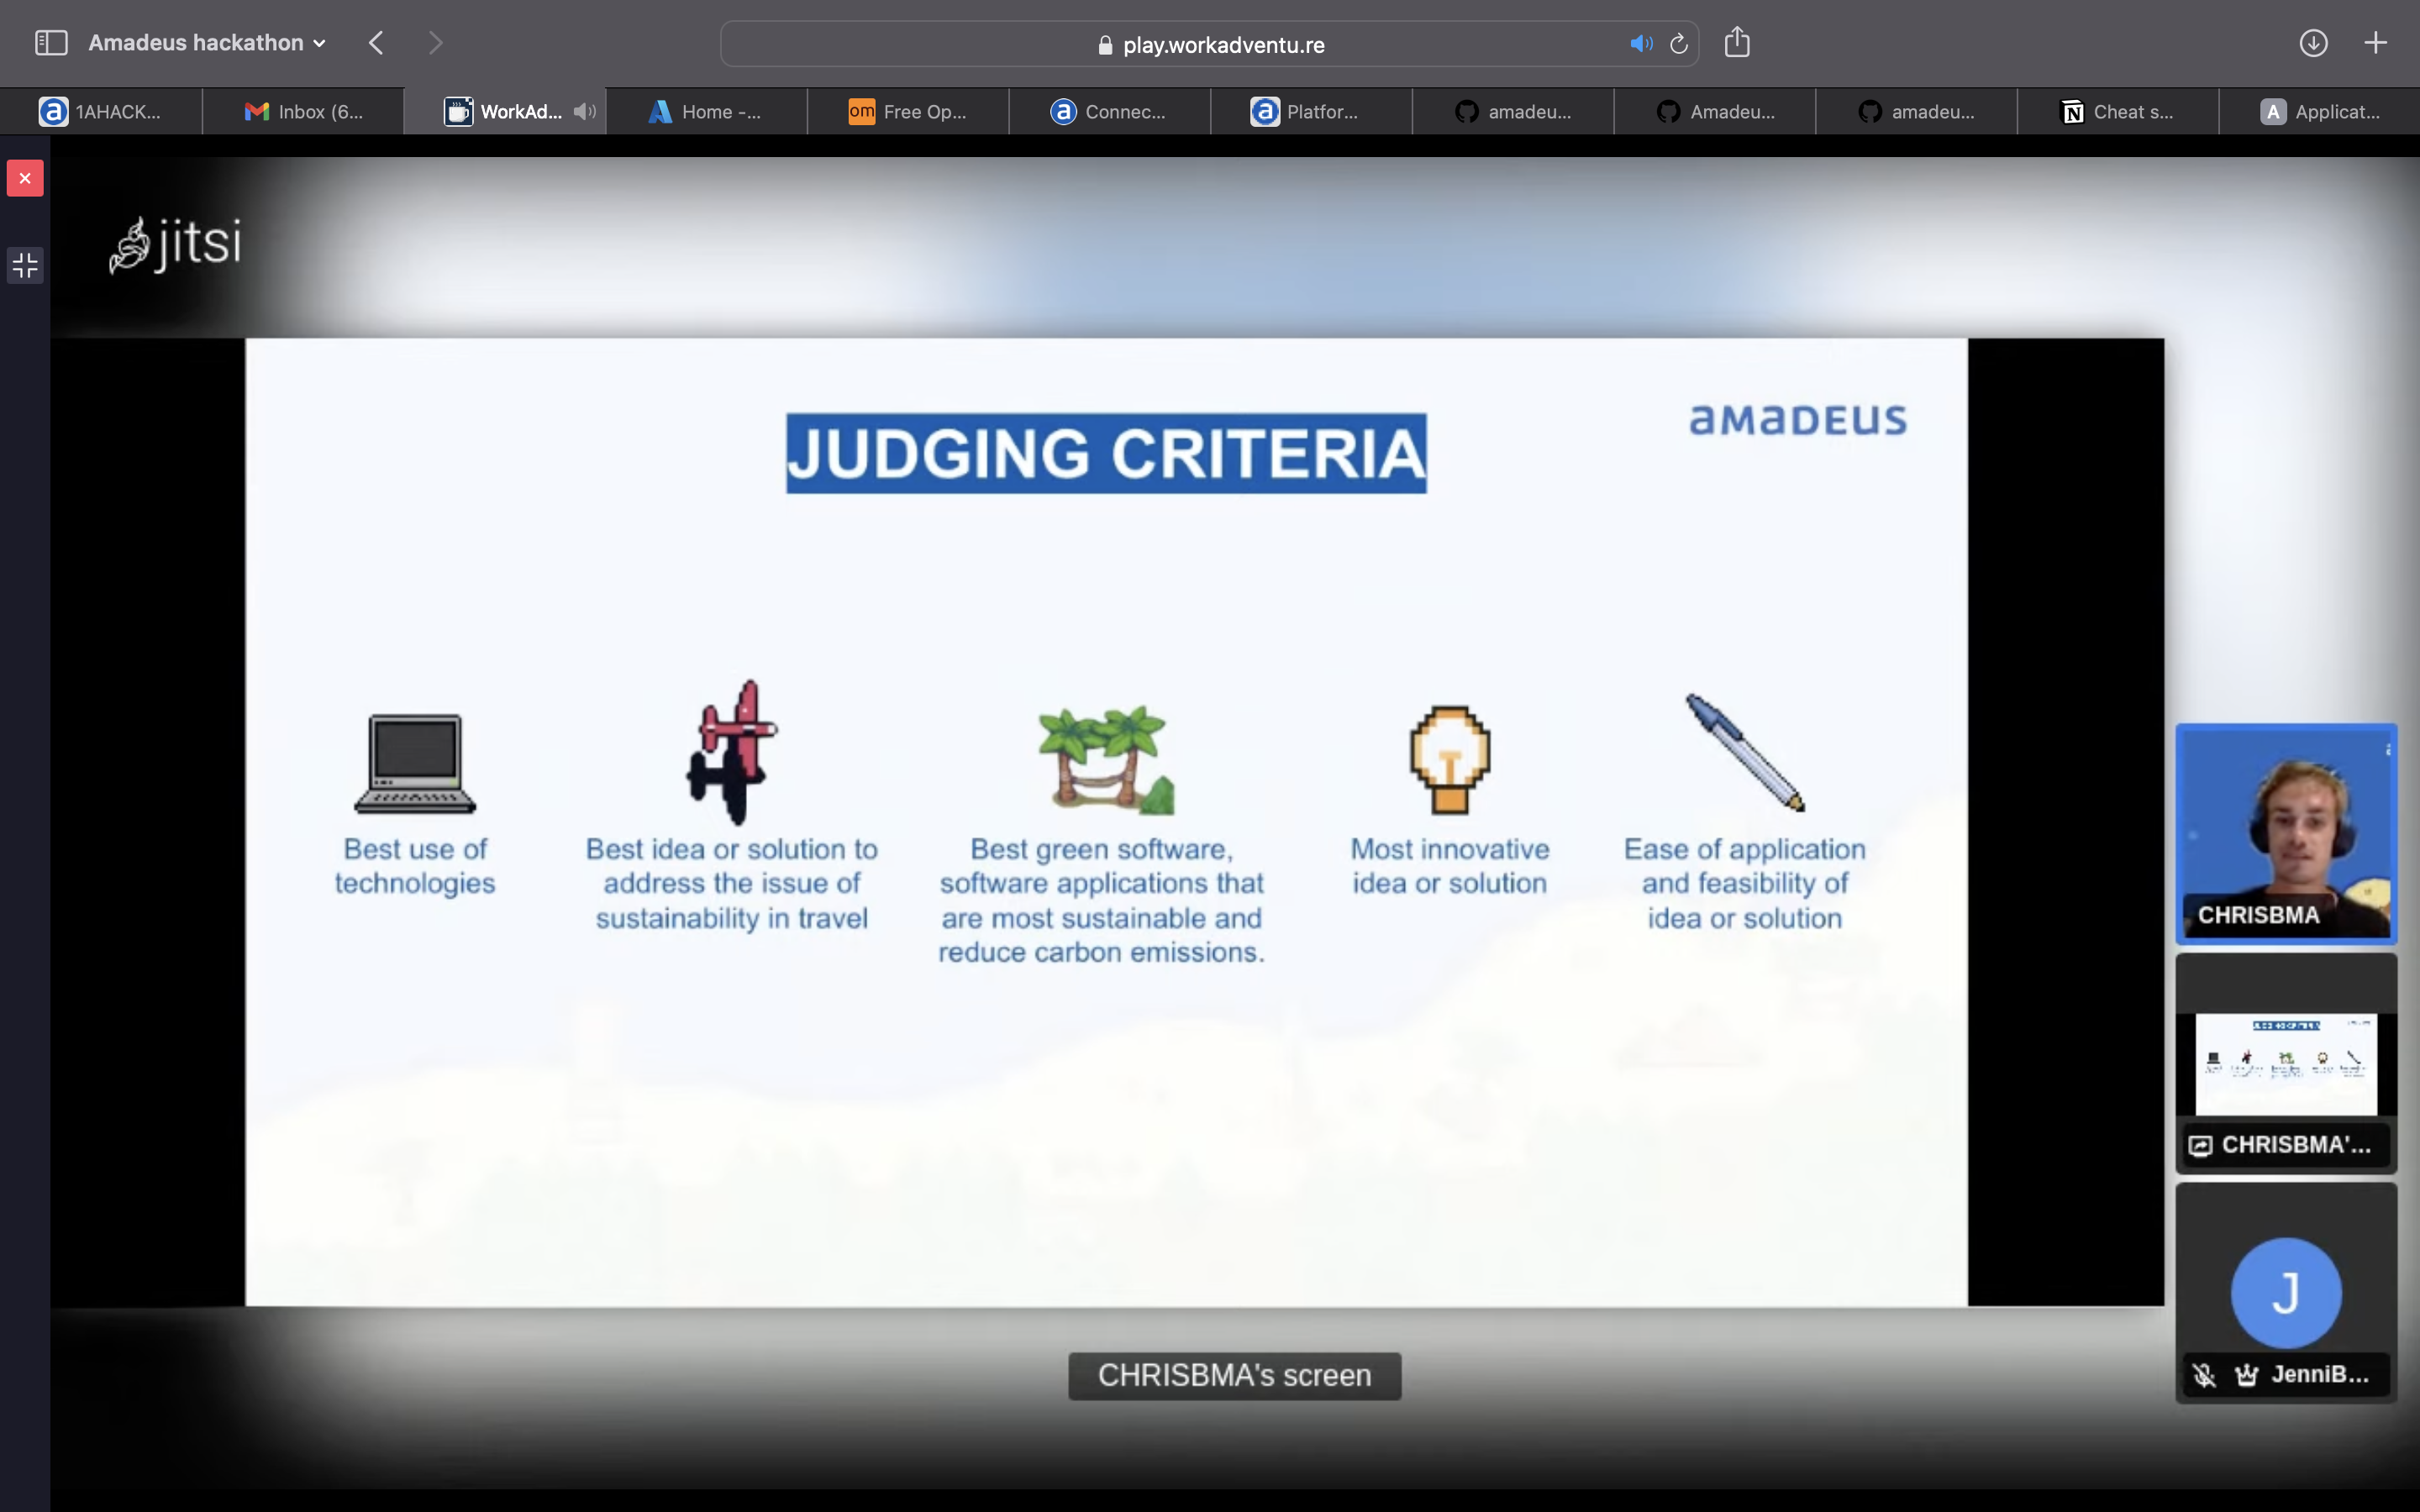 Amadeus hackathon
play.workadventu.re
1AHACK...
Inbox (6...
WorkAd...
Home -...
om Free Op...
Connec...
Platfor...
amadeu...
Amadeu...
amadeu...
Cheat s...
A Applicat...
jitsi
amadeus
JUDGING CRITERIA
Best use of
technologies
Best idea or solution to
address the issue of
sustainability in travel
Best green software,
software applications that
are most sustainable and
reduce carbon emissions.
Most innovative
idea or solution
Ease of application
and feasibility of
idea or solution
CHRISBMA
CHRISBMA'...
J
JenniB...
CHRISBMA's screen